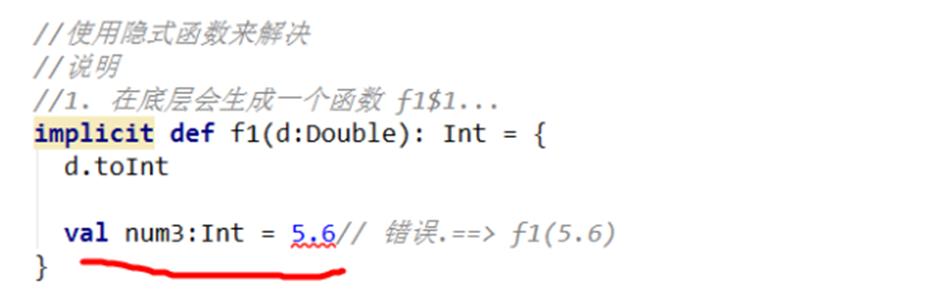 //使用隐式函数来解决
//说明
//1. 在底层会生成一个函数 f1$1...
implicit def f1(d:Double): Int = {
d.toInt
val num3:Int = 5.6// 错误.==> f1(5.6)
}